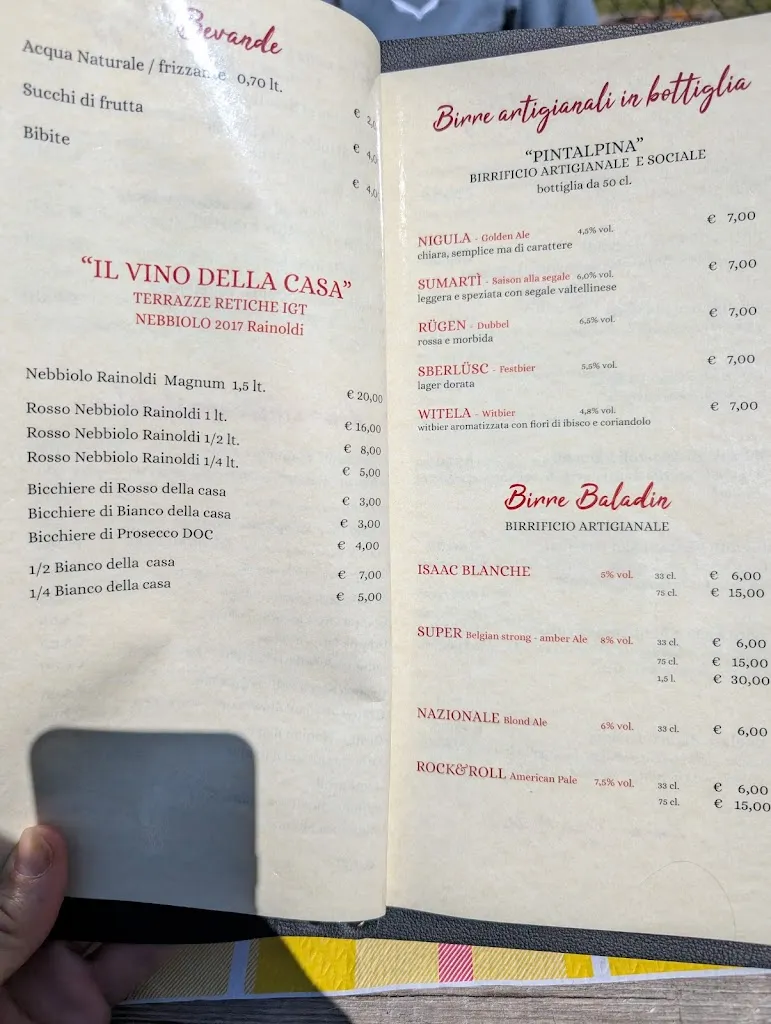 Bevande
Acqua Naturale / frizzante 0,70 lt.
Succhi di frutta € 4,0
Bibite € 4,0
“IL VINO DELLA CASA”
TERRAZZE RETICHE IGT
NEBBIOLO 2017 Rainoldi
Nebbiolo Rainoldi Magnum 1,5 lt. € 20,00
Rosso Nebbiolo Rainoldi 1 lt. € 16,00
Rosso Nebbiolo Rainoldi 1/2 lt. € 8,00
Rosso Nebbiolo Rainoldi 1/4 lt. € 5,00
Bicchiere di Rosso della casa € 3,00
Bicchiere di Bianco della casa € 3,00
Bicchiere di Prosecco DOC € 4,00
1/2 Bianco della casa € 7,00
1/4 Bianco della casa € 5,00
Birre artigianali in bottiglia
“PINTALPINA”
BIRRIFICIO ARTIGIANALE E SOCIALE
bottiglia da 50 cl.
NIGULA - Golden Ale 4,5% vol. € 7,00
chiara, semplice ma di carattere
SUMARTÌ - Saison alla segale 6,0% vol. € 7,00
leggera e speziata con segale valtellinese
RÜGEN - Dubbel 6,5% vol. € 7,00
rossa e morbida
SBERLÜSC - Festbier 5,5% vol. € 7,00
lager dorata
WITELA - Witbier 4,8% vol. € 7,00
witbier aromatizzata con fiori di ibisco e coriandolo
Birre Baladin
BIRRIFICIO ARTIGIANALE
ISAAC BLANCHE 5% vol. 33 cl. € 6,00
75 cl. € 15,00
SUPER Belgian strong - amber Ale 8% vol. 33 cl. € 6,00
75 cl. € 15,00
1,5 l. € 30,00
NAZIONALE Blond Ale 6% vol. 33 cl. € 6,00
ROCK&ROLL American Pale 7,5% vol. 33 cl. € 6,00
75 cl. € 15,00